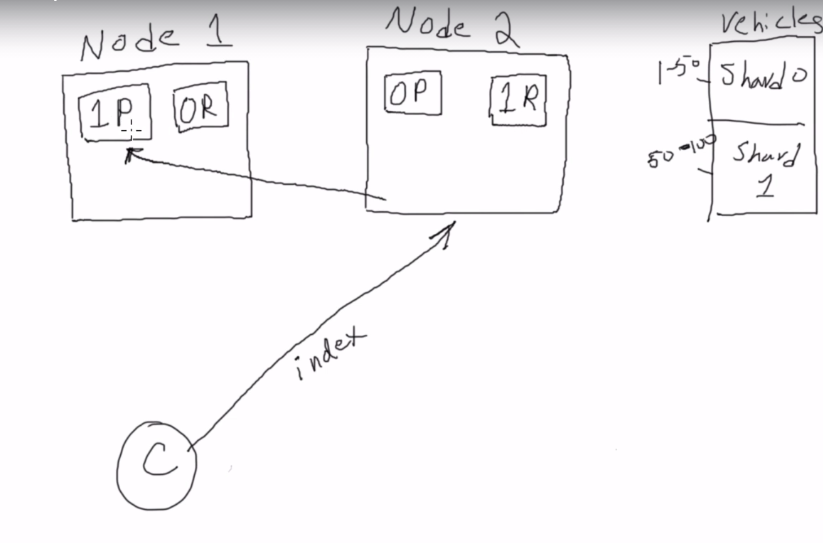 Node 1
Node 2
Vehicles
1P
0R
0P
1R
1-50
Shard 0
50-100
Shard
1
index
C